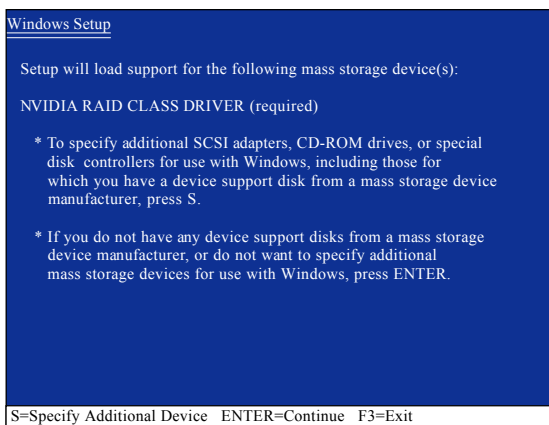 Windows Setup
Setup will load support for the following mass storage device(s):
NVIDIA RAID CLASS DRIVER (required)
* To specify additional SCSI adapters, CD-ROM drives, or special
disk controllers for use with Windows, including those for
which you have a device support disk from a mass storage device
manufacturer, press S.
* If you do not have any device support disks from a mass storage
device manufacturer, or do not want to specify additional
mass storage devices for use with Windows, press ENTER.
S=Specify Additional Device ENTER=Continue F3=Exit